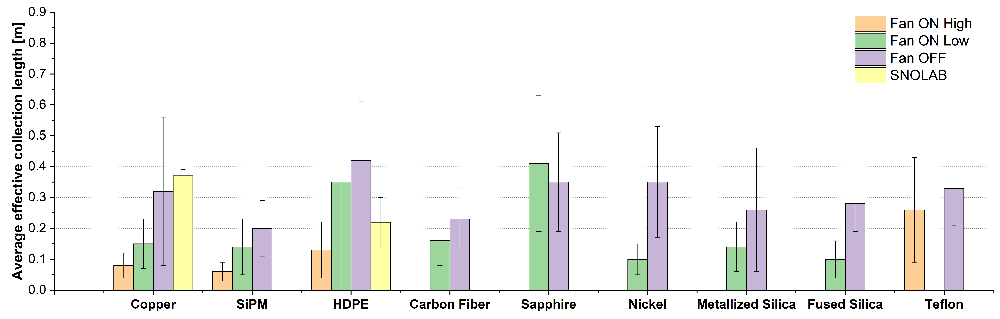 Average effective collection length [m]
0.9
0.8
0.7
0.6
0.5
0.4
0.3
0.2
0.1
0.0
Fan ON High
Fan ON Low
Fan OFF
SNOLAB
Copper
SiPM
HDPE
Carbon Fiber
Sapphire
Nickel
Metallized Silica
Fused Silica
Teflon